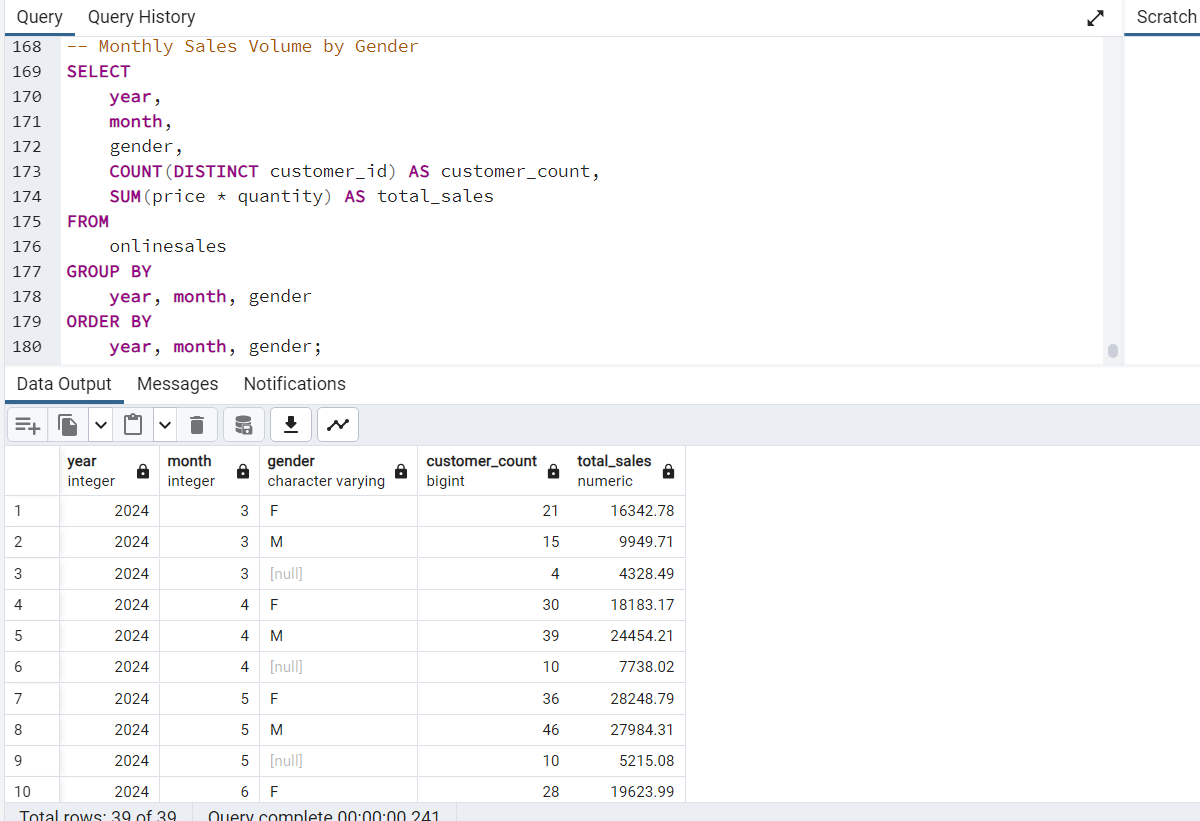 Query Query History Scratch
168 -- Monthly Sales Volume by Gender
169 SELECT
170 year,
171 month,
172 gender,
173 COUNT(DISTINCT customer_id) AS customer_count,
174 SUM(price * quantity) AS total_sales
175 FROM
176 onlinesales
177 GROUP BY
178 year, month, gender
179 ORDER BY
180 year, month, gender;
Data Output Messages Notifications
year month gender customer_count total_sales
integer integer character varying bigint numeric
1 2024 3 F 21 16342.78
2 2024 3 M 15 9949.71
3 2024 3 [null] 4 4328.49
4 2024 4 F 30 18183.17
5 2024 4 M 39 24454.21
6 2024 4 [null] 10 7738.02
7 2024 5 F 36 28248.79
8 2024 5 M 46 27984.31
9 2024 5 [null] 10 5215.08
10 2024 6 F 28 19623.99
Total rows: 39 of 39 Query complete 00:00:00.241